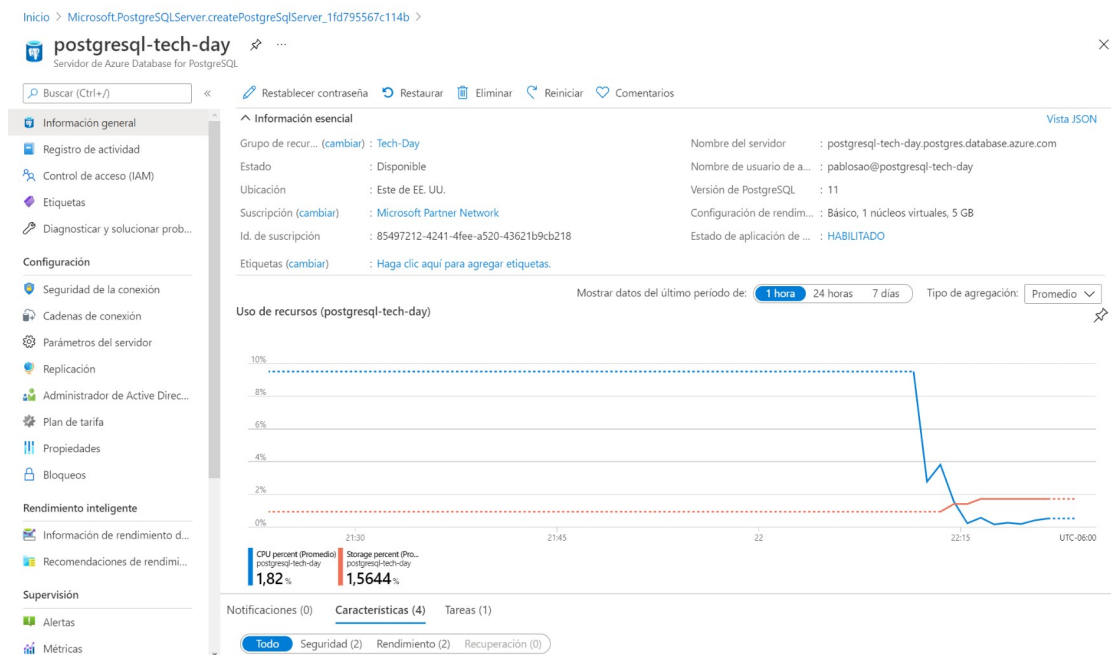 Inicio > Microsoft.PostgreSQLServer.createPostgreSqlServer_1fd795567c114b >
postgresql-tech-day
Servidor de Azure Database for PostgreSQL
Buscar (Ctrl+/)
Información general
Registro de actividad
Control de acceso (IAM)
Etiquetas
Diagnosticar y solucionar prob...
Configuración
Seguridad de la conexión
Cadenas de conexión
Parámetros del servidor
Replicación
Administrador de Active Direc...
Plan de tarifa
Propiedades
Bloqueos
Rendimiento inteligente
Información de rendimiento d...
Recomendaciones de rendimi...
Supervisión
Alertas
Métricas
Restablecer contraseña Restaurar Eliminar Reiniciar Comentarios
Información esencial Vista JSON
Grupo de recur... (cambiar) : Tech-Day
Estado : Disponible
Ubicación : Este de EE. UU.
Suscripción (cambiar) : Microsoft Partner Network
Id. de suscripción : 85497212-4241-4fee-a520-43621b9cb218
Etiquetas (cambiar) : Haga clic aquí para agregar etiquetas.
Nombre del servidor : postgresql-tech-day.postgres.database.azure.com
Nombre de usuario de a... : pablosao@postgresql-tech-day
Versión de PostgreSQL : 11
Configuración de rendim... : Básico, 1 núcleos virtuales, 5 GB
Estado de aplicación de ... : HABILITADO
Mostrar datos del último período de: 1 hora 24 horas 7 días Tipo de agregación: Promedio
Uso de recursos (postgresql-tech-day)
10%
8%
6%
4%
2%
0%
21:30 21:45 22 22:15 UTC-06:00
CPU percent (Promedio)
postgresql-tech-day
1,82 %
Storage percent (Pro...
postgresql-tech-day
1,5644 %
Notificaciones (0) Características (4) Tareas (1)
Todo Seguridad (2) Rendimiento (2) Recuperación (0)